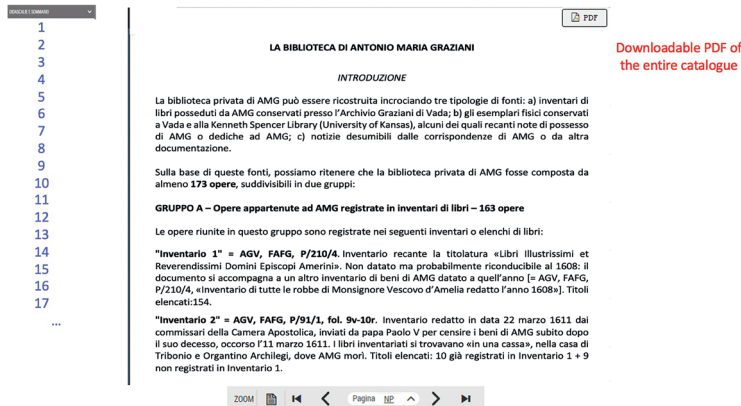 DIDASCALIE E SOMMARIO
1
2
3
4
5
6
7
8
9
10
11
12
13
14
15
16
17
...
PDF
Downloadable PDF of
the entire catalogue
LA BIBLIOTECA DI ANTONIO MARIA GRAZIANI
INTRODUZIONE
La biblioteca privata di AMG può essere ricostruita incrociando tre tipologie di fonti: a) inventari di
libri posseduti da AMG conservati presso l'Archivio Graziani di Vada; b) gli esemplari fisici conservati
a Vada e alla Kenneth Spencer Library (University of Kansas), alcuni dei quali recanti note di possesso
di AMG o dediche ad AMG; c) notizie desumibili dalle corrispondenze di AMG o da altra
documentazione.
Sulla base di queste fonti, possiamo ritenere che la biblioteca privata di AMG fosse composta da
almeno 173 opere, suddivisibili in due gruppi:
GRUPPO A – Opere appartenute ad AMG registrate in inventari di libri – 163 opere
Le opere riunite in questo gruppo sono registrate nei seguenti inventari o elenchi di libri:
"Inventario 1" = AGV, FAFG, P/210/4. Inventario recante la titolatura «Libri Illustrissimi et
Reverendissimi Domini Episcopi Amerini». Non datato ma probabilmente riconducibile al 1608: il
documento si accompagna a un altro inventario di beni di AMG datato a quell'anno [= AGV, FAFG,
P/210/4, «Inventario di tutte le robbe di Monsignore Vescovo d'Amelia redatto l'anno 1608»]. Titoli
elencati:154.
"Inventario 2" = AGV, FAFG, P/91/1, fol. 9v-10r. Inventario redatto in data 22 marzo 1611 dai
commissari della Camera Apostolica, inviati da papa Paolo V per censire i beni di AMG subito dopo
il suo decesso, occorso l'11 marzo 1611. I libri inventariati si trovavano «in una cassa», nella casa di
Tribonio e Organtino Archilegi, dove AMG morì. Titoli elencati: 10 già registrati in Inventario 1 + 9
non registrati in Inventario 1.
ZOOM Pagina NP